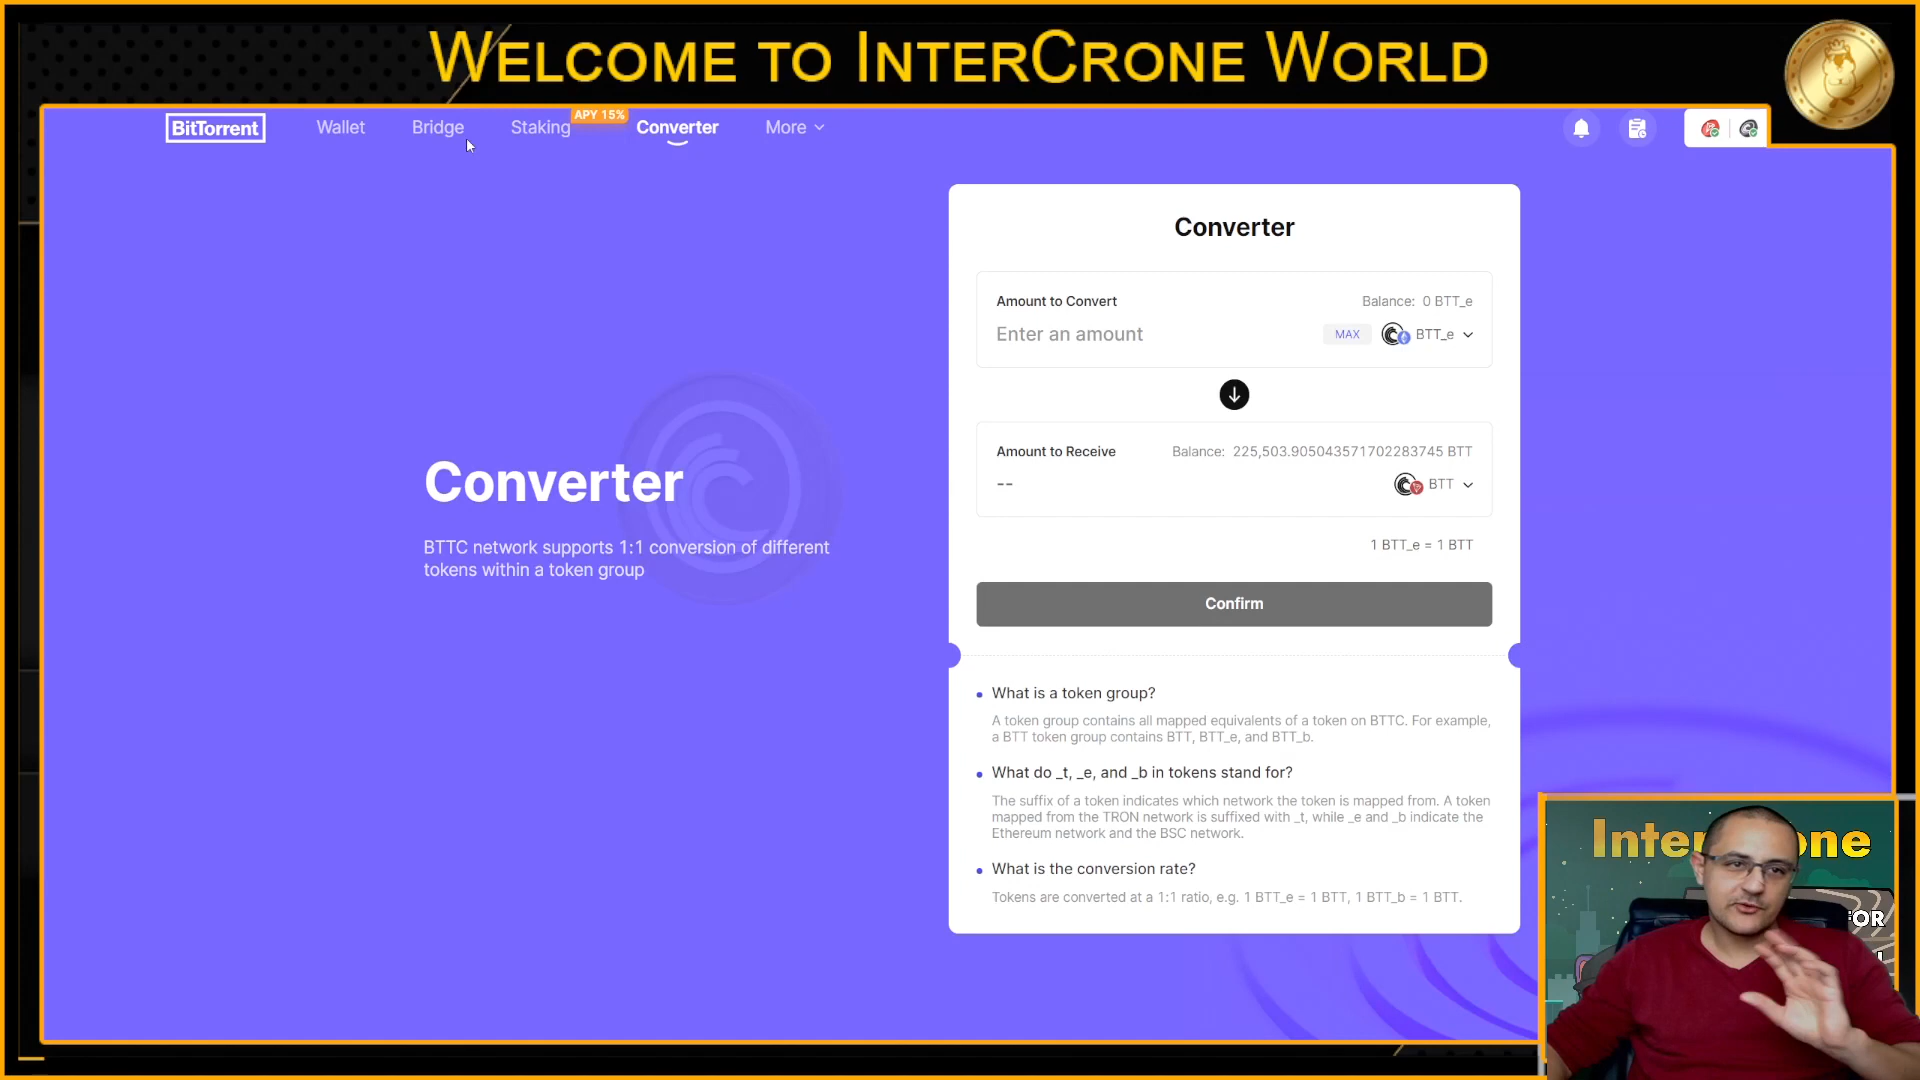 WELCOME TO INTERCRONE WORLD
BitTorrent
Wallet
Bridge
Staking
APY 15%
Converter
More
Converter
Amount to Convert
Balance: 0 BTT_e
Enter an amount
MAX
BTT_e
Amount to Receive
Balance: 225,503.905043571702283745 BTT
--
BTT
1 BTT_e = 1 BTT
Confirm
Converter
BTTC network supports 1:1 conversion of different
tokens within a token group
What is a token group?
A token group contains all mapped equivalents of a token on BTTC. For example,
a BTT token group contains BTT, BTT_e, and BTT_b.
What do _t, _e, and _b in tokens stand for?
The suffix of a token indicates which network the token is mapped from. A token
mapped from the TRON network is suffixed with _t, while _e and _b indicate the
Ethereum network and the BSC network.
What is the conversion rate?
Tokens are converted at a 1:1 ratio, e.g. 1 BTT_e = 1 BTT, 1 BTT_b = 1 BTT.